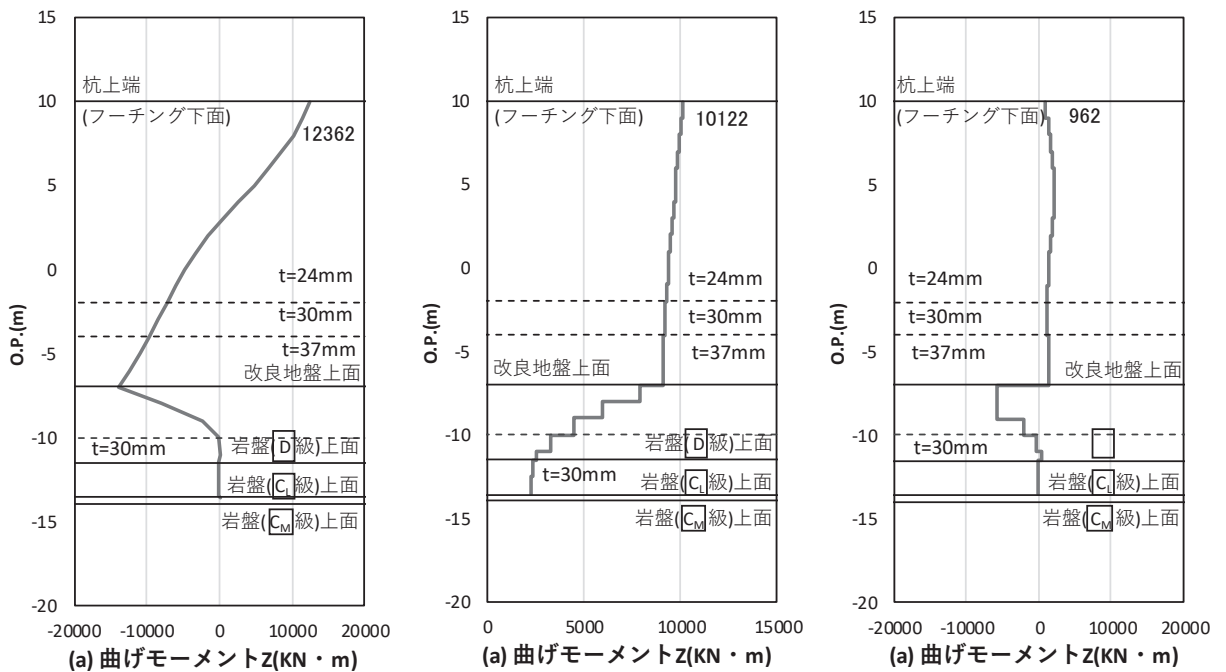 15
杭上端
10
(フーチング下面)
12362
5
0
t=24mm
t=30mm
-5
t=37mm
改良地盤上面
-10
t=30mm
岩盤(D級)上面
岩盤(CL級)上面
-15
岩盤(CM級)上面
-20
-20000 -10000 0 10000 20000
O.P.(m)
(a) 曲げモーメントZ(KN・m)
15
杭上端
10
(フーチング下面)
10122
5
0
t=24mm
t=30mm
-5
t=37mm
改良地盤上面
-10
岩盤(D級)上面
t=30mm
岩盤(CL級)上面
-15
岩盤(CM級)上面
-20
0 5000 10000 15000
O.P.(m)
(a) 曲げモーメントZ(KN・m)
15
杭上端
10
(フーチング下面)
962
5
0
t=24mm
t=30mm
-5
t=37mm
改良地盤上面
-10
t=30mm
岩盤(CL級)上面
-15
岩盤(CM級)上面
-20
-20000 -10000 0 10000 20000
O.P.(m)
(a) 曲げモーメントZ(KN・m)